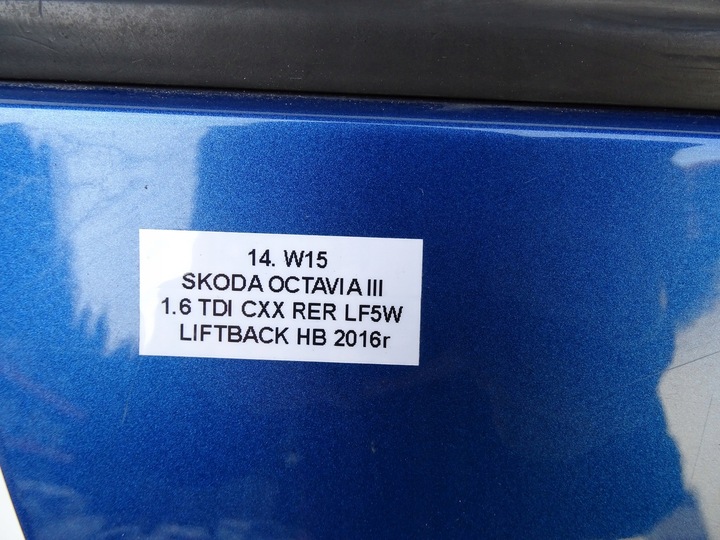 14. W15
SKODA OCTAVIA III
1.6 TDI CXX RER LF5W
LIFTBACK HB 2016r